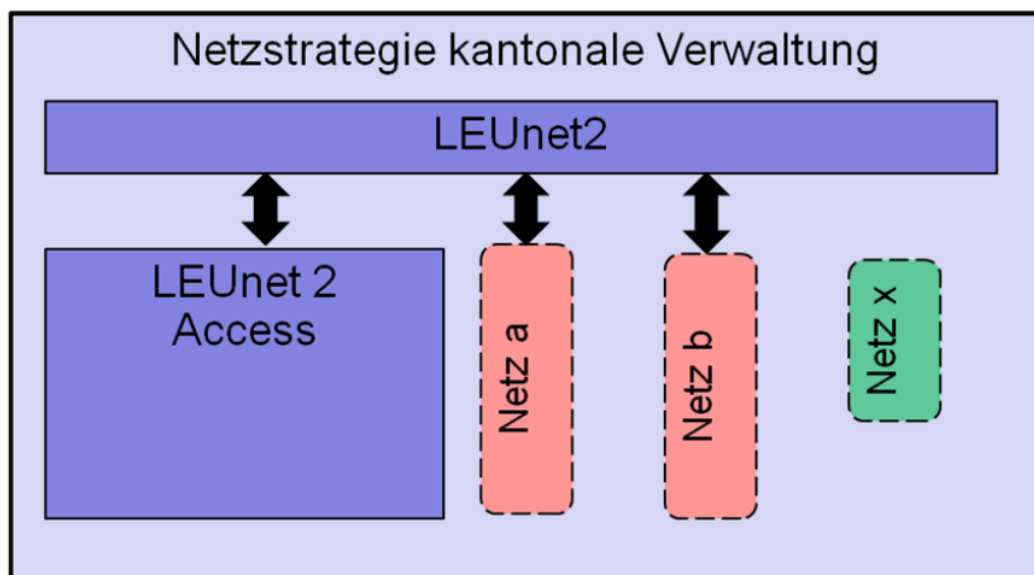 Netzstrategie kantonale Verwaltung
LEUnet2
LEUnet 2
Access
Netz a
Netz b
Netz x